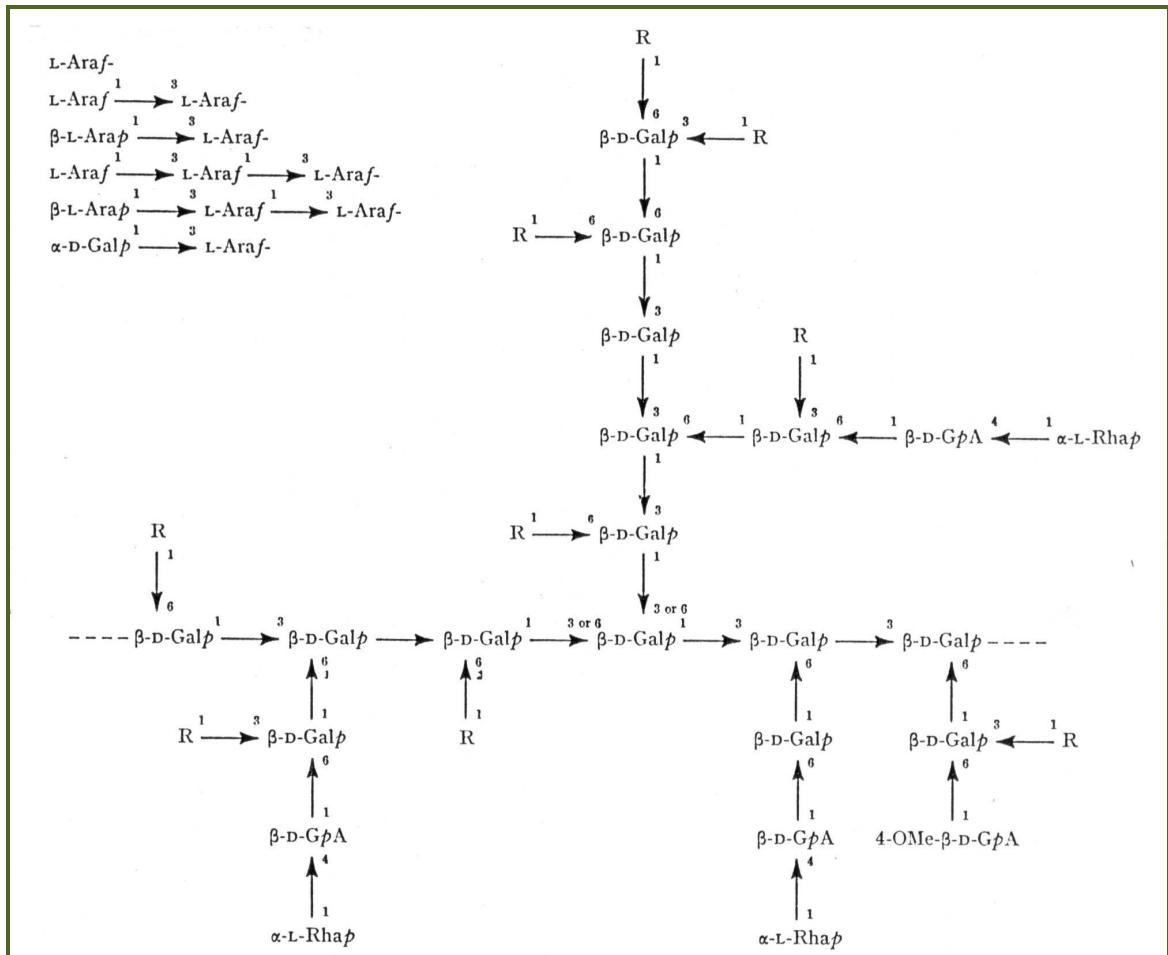 L-Araf-
L-Araf 1 → 3 L-Araf-
β-L-Arap 1 → 3 L-Araf-
L-Araf 1 → 3 L-Araf 1 → 3 L-Araf-
β-L-Arap 1 → 3 L-Araf 1 → 3 L-Araf-
α-D-Galp 1 → 3 L-Araf-
R
1
6
β-D-Galp 3 ← 1 R
1
6
R 1 → 6 β-D-Galp
1
3
β-D-Galp
R
1
1
3
3
β-D-Galp 6 ← 1 β-D-Galp 6 ← 1 β-D-GpA 4 ← 1 α-L-Rhap
1
3
R 1 → 6 β-D-Galp
R
1
1
6
3 or 6
----β-D-Galp 1 → 3 β-D-Galp → β-D-Galp 1 → 3 or 6 β-D-Galp 1 → 3 β-D-Galp → 3 β-D-Galp----
6 6 6 6
1 1 1 1
R 1 → 3 β-D-Galp R β-D-Galp β-D-Galp 3 ← 1 R
6 6 6
1 1 1
β-D-GpA β-D-GpA 4-OMe-β-D-GpA
4 4
1 1
α-L-Rhap α-L-Rhap